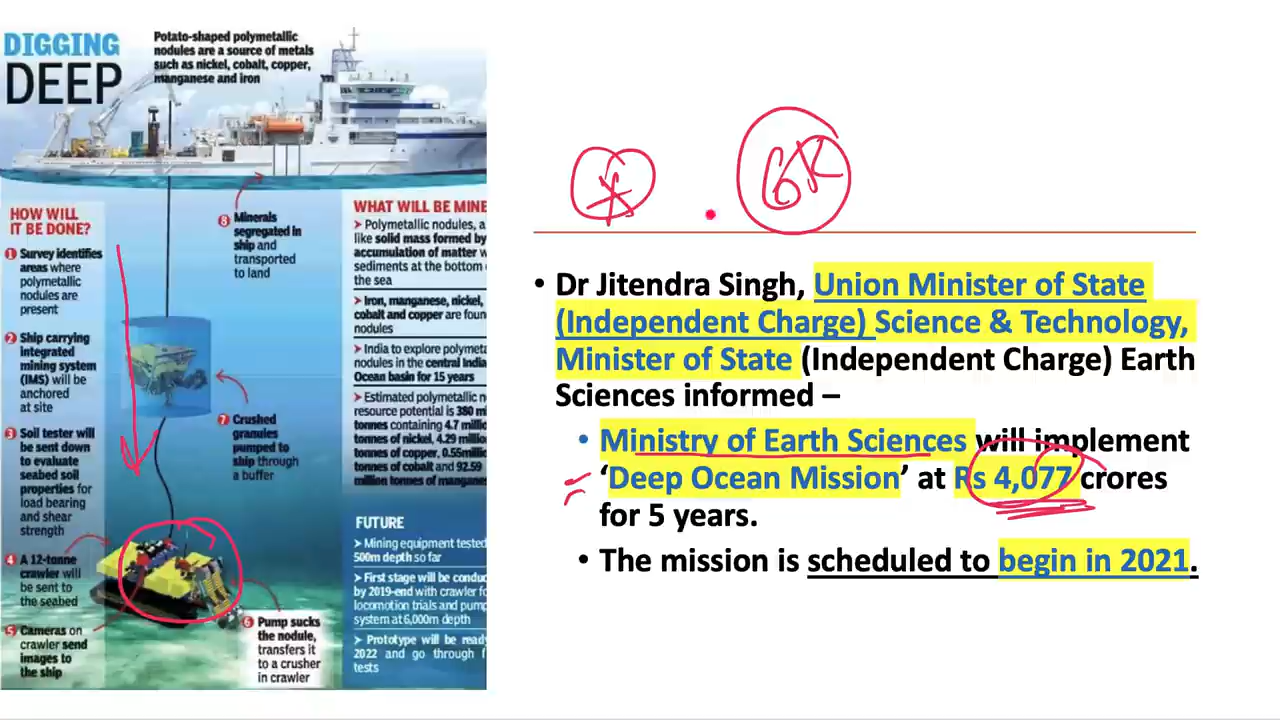 DIGGING
DEEP
Potato-shaped polymetallic
nodules are a source of metals
such as nickel, cobalt, copper,
manganese and iron
HOW WILL
IT BE DONE?
1 Survey identifies
areas where
polymetallic
nodules are
present
2 Ship carrying
integrated
mining system
(IMS) will be
anchored
at site
3 Soil tester will
be sent down
to evaluate
seabed soil
properties for
load bearing
and shear
strength
4 A 12-tonne
crawler will
be sent to
the seabed
5 Cameras on
crawler send
images to
the ship
8 Minerals
segregated in
ship and
transported
to land
7 Crushed
granules
pumped to
ship through
a buffer
6 Pump sucks
the nodule,
transfers it
to a crusher
in crawler
WHAT WILL BE MINE
➤ Polymetallic nodules, a
like solid mass formed by
accumulation of matter w
sediments at the bottom
the sea
➤ Iron, manganese, nickel,
cobalt and copper are foun
nodules
➤ India to explore polymeta
nodules in the central India
Ocean basin for 15 years
➤ Estimated polymetallic n
resource potential is 380 mi
tonnes containing 4.7 millio
tonnes of nickel, 4.29 million
tonnes of copper, 0.55million
tonnes of cobalt and 92.59
million tonnes of manganes
FUTURE
➤ Mining equipment tested
500m depth so far
➤ First stage will be conduc
by 2019-end with crawler f
locomotion trials and pump
system at 6,000m depth
➤ Prototype will be ready
2022 and go through f
tests
6K
• Dr Jitendra Singh, Union Minister of State
(Independent Charge) Science & Technology,
Minister of State (Independent Charge) Earth
Sciences informed –
• Ministry of Earth Sciences will implement
‘Deep Ocean Mission’ at Rs 4,077 crores
for 5 years.
• The mission is scheduled to begin in 2021.